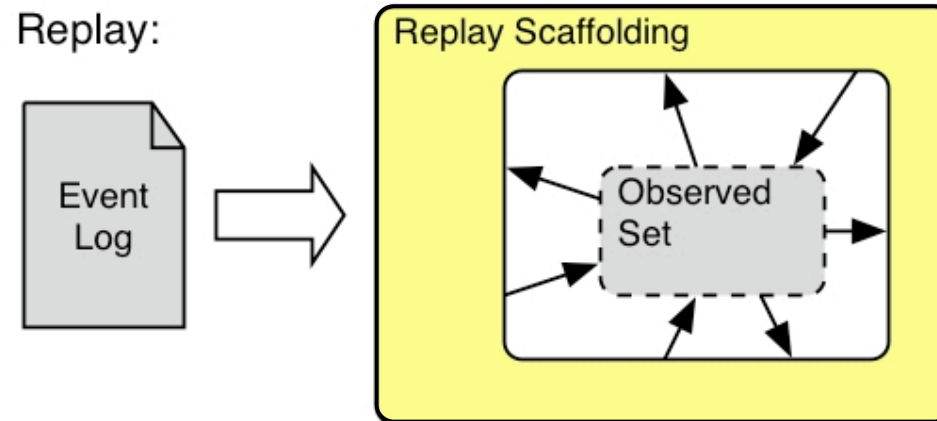 Replay:
Replay Scaffolding
Event
Log
Observed
Set